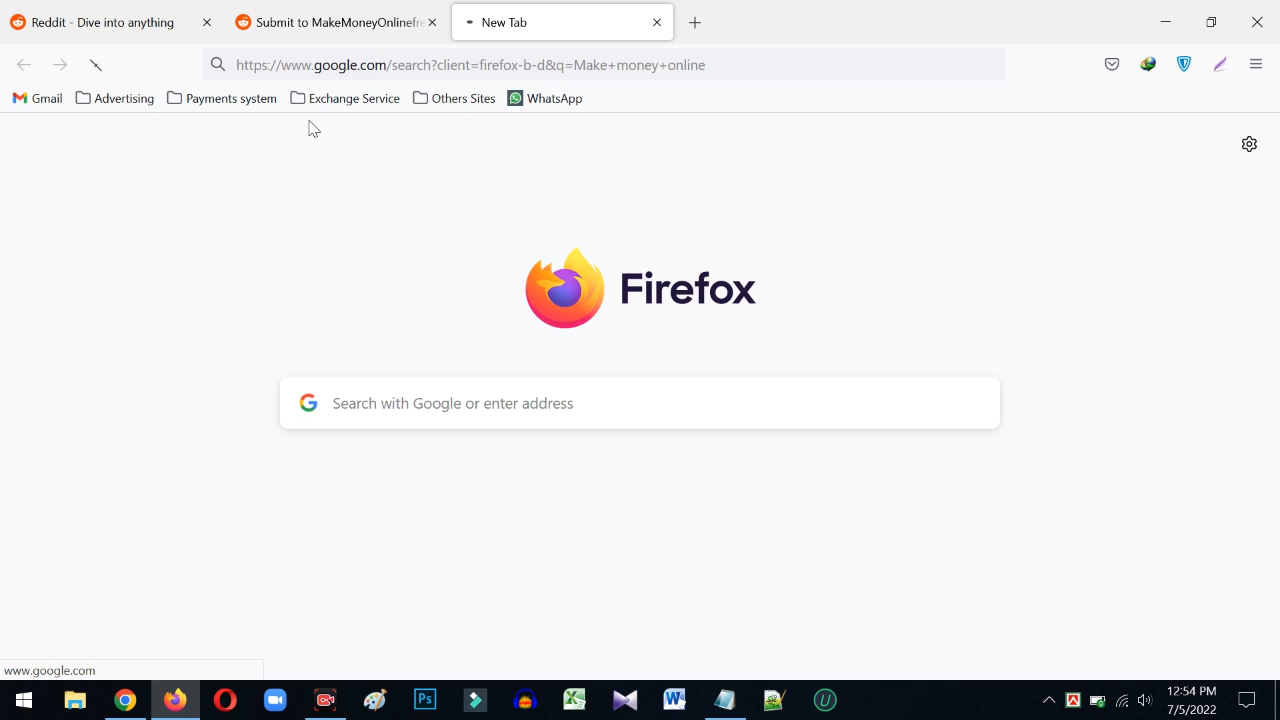 Reddit - Dive into anything
Submit to MakeMoneyOnlinefre
New Tab
https://www.google.com/search?client=firefox-b-d&q=Make+money+online
Gmail
Advertising
Payments system
Exchange Service
Others Sites
WhatsApp
Firefox
Search with Google or enter address
www.google.com
Ps
12:54 PM
7/5/2022